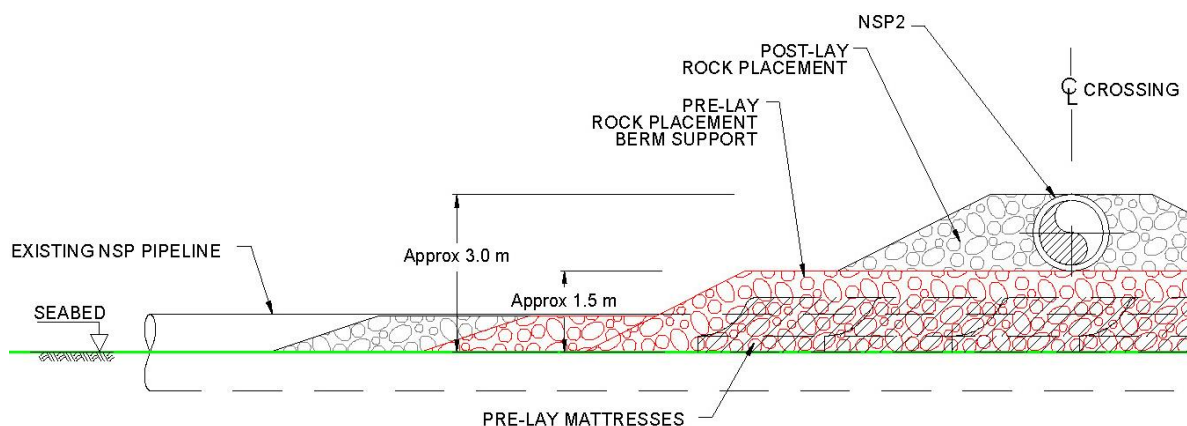 NSP2
POST-LAY
ROCK PLACEMENT
℄ CROSSING
PRE-LAY
ROCK PLACEMENT
BERM SUPPORT
EXISTING NSP PIPELINE
Approx 3.0 m
Approx 1.5 m
SEABED
PRE-LAY MATTRESSES